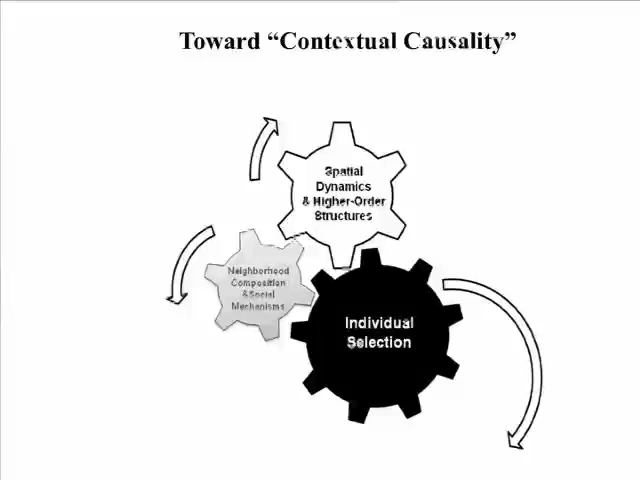 Toward “Contextual Causality”
Spatial
Dynamics
& Higher-Order
Structures
Neighborhood
Composition
&Social
Mechanisms
Individual
Selection